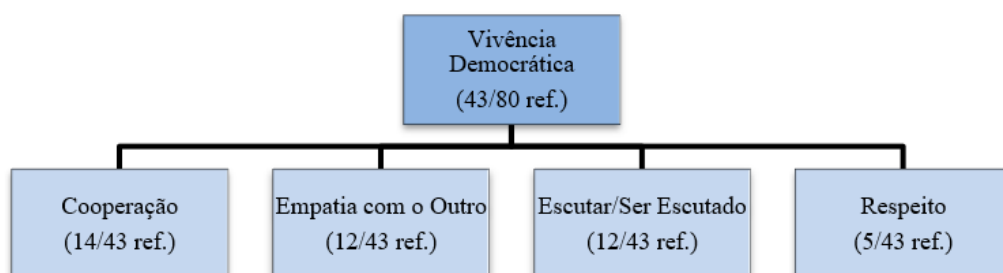 Vivência
Democrática
(43/80 ref.)
Cooperação
(14/43 ref.)
Empatia com o Outro
(12/43 ref.)
Escutar/Ser Escutado
(12/43 ref.)
Respeito
(5/43 ref.)